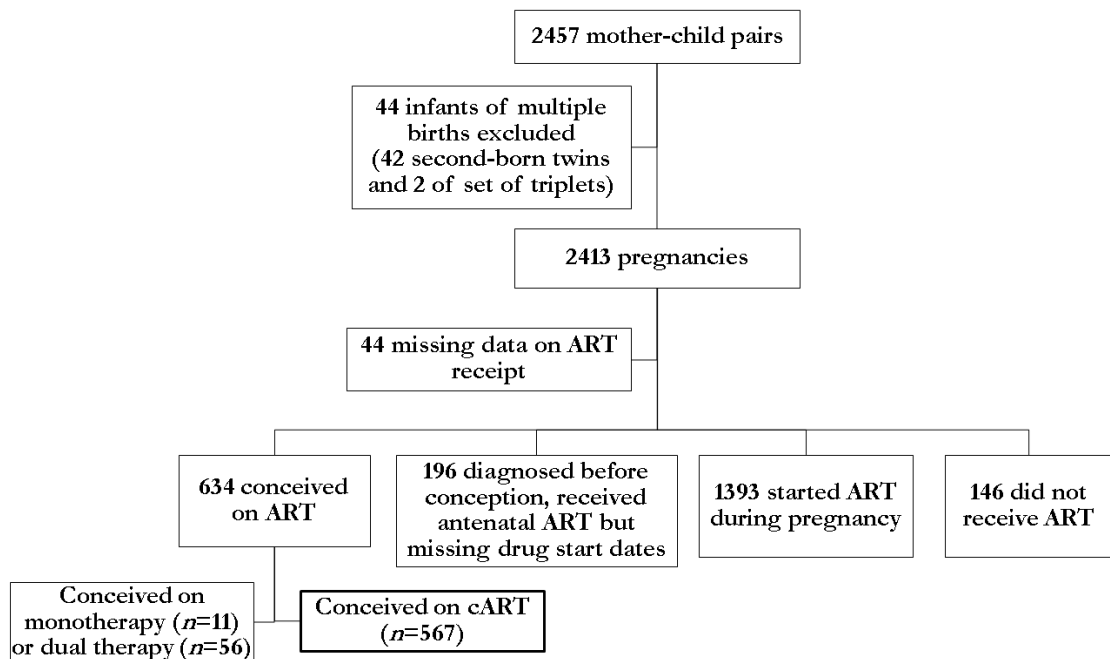 2457 mother-child pairs
44 infants of multiple
births excluded
(42 second-born twins
and 2 of set of triplets)
2413 pregnancies
44 missing data on ART
receipt
634 conceived
on ART
196 diagnosed before
conception, received
antenatal ART but
missing drug start dates
1393 started ART
during pregnancy
146 did not
receive ART
Conceived on
monotherapy (n=11)
or dual therapy (n=56)
Conceived on cART
(n=567)